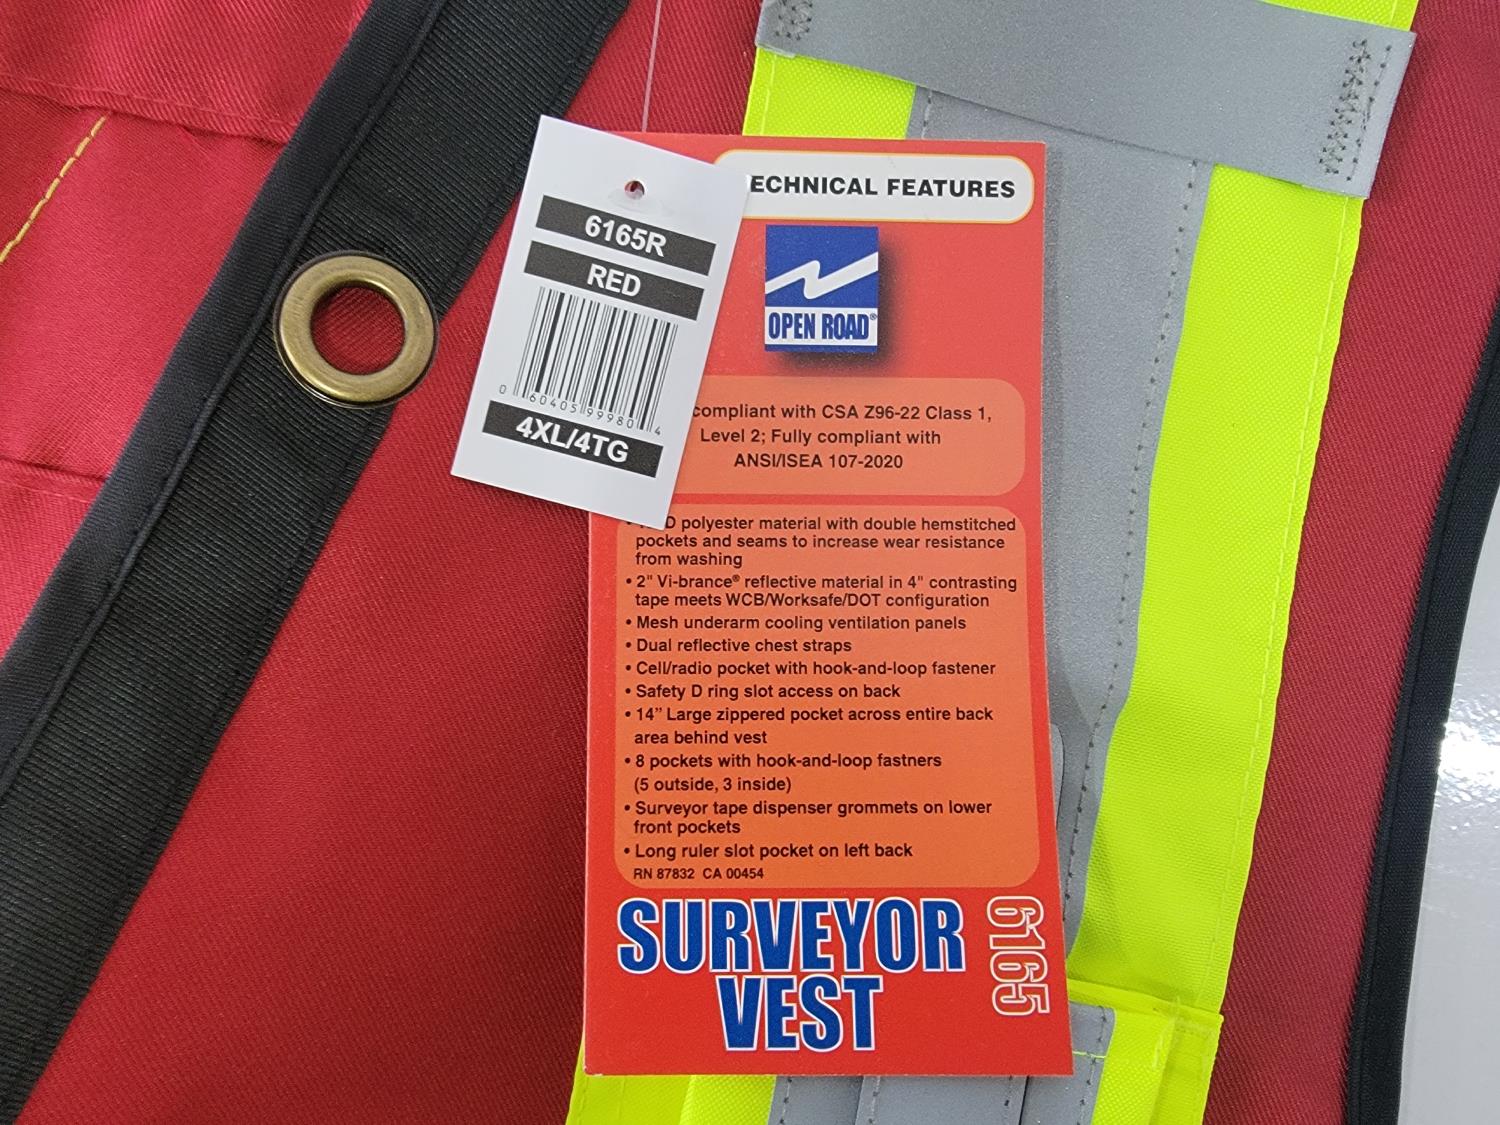 6165R
RED
0 60405 99980 4
4XL/4TG
ECHNICAL FEATURES
OPEN ROAD®
compliant with CSA Z96-22 Class 1,
Level 2; Fully compliant with
ANSI/ISEA 107-2020
D polyester material with double hemstitched
pockets and seams to increase wear resistance
from washing
• 2" Vi-brance® reflective material in 4" contrasting
tape meets WCB/Worksafe/DOT configuration
• Mesh underarm cooling ventilation panels
• Dual reflective chest straps
• Cell/radio pocket with hook-and-loop fastener
• Safety D ring slot access on back
• 14” Large zippered pocket across entire back
area behind vest
• 8 pockets with hook-and-loop fastners
(5 outside, 3 inside)
• Surveyor tape dispenser grommets on lower
front pockets
• Long ruler slot pocket on left back
RN 87832 CA 00454
SURVEYOR
VEST
6165